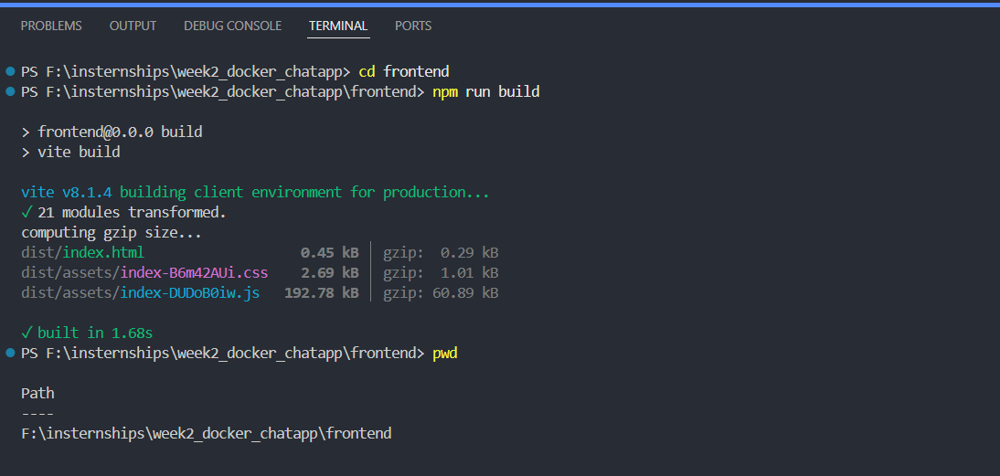 PROBLEMS OUTPUT DEBUG CONSOLE TERMINAL PORTS
PS F:\insternships\week2_docker_chatapp> cd frontend
PS F:\insternships\week2_docker_chatapp\frontend> npm run build
> frontend@0.0.0 build
> vite build
vite v8.1.4 building client environment for production...
✓ 21 modules transformed.
computing gzip size...
dist/index.html 0.45 kB │ gzip: 0.29 kB
dist/assets/index-B6m42AUi.css 2.69 kB │ gzip: 1.01 kB
dist/assets/index-DUDoB0iw.js 192.78 kB │ gzip: 60.89 kB
✓ built in 1.68s
PS F:\insternships\week2_docker_chatapp\frontend> pwd
Path
----
F:\insternships\week2_docker_chatapp\frontend